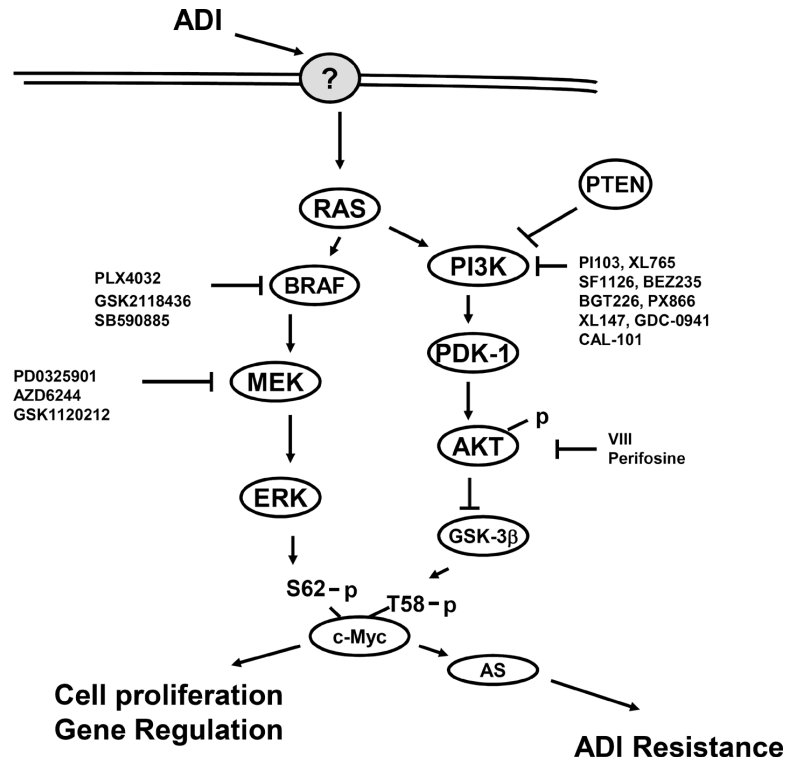 ADI
?
PTEN
RAS
PI3K
PI103, XL765
SF1126, BEZ235
BGT226, PX866
XL147, GDC-0941
CAL-101
PLX4032
GSK2118436
SB590885
BRAF
PDK-1
PD0325901
AZD6244
GSK1120212
MEK
p
AKT
VIII
Perifosine
ERK
GSK-3β
S62-p
T58-p
c-Myc
AS
Cell proliferation
Gene Regulation
ADI Resistance